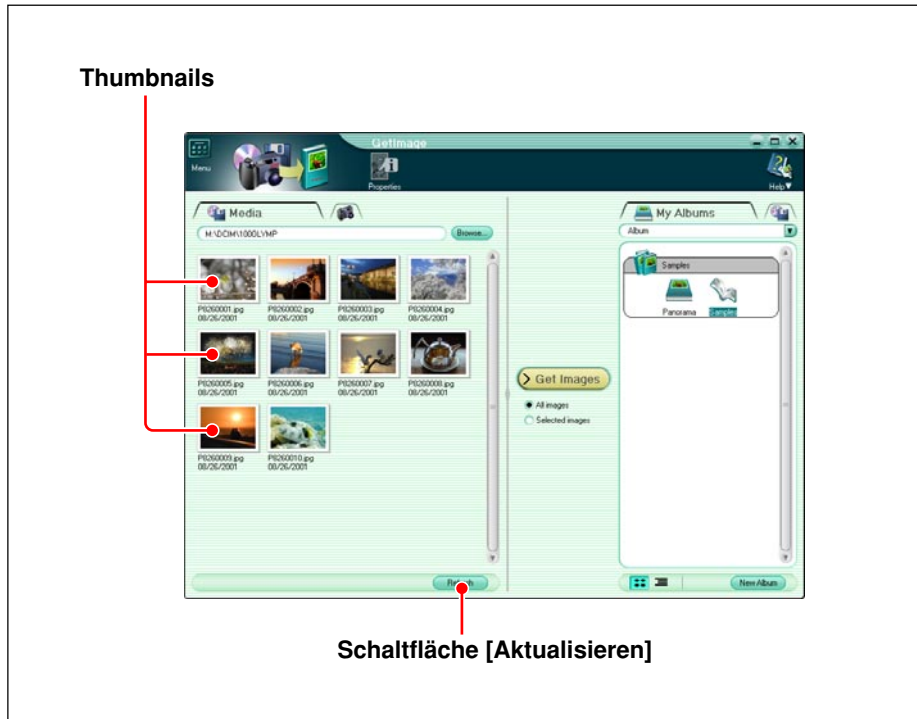 Thumbnails
GetImage
Menu
Properties
Help
Media
My Albums
M:\DCIM\100OLYMP
Browse...
Album
Samples
Panorama Samples
P8260001.jpg P8260002.jpg P8260003.jpg P8260004.jpg
08/26/2001 08/26/2001 08/26/2001 08/26/2001
P8260005.jpg P8260006.jpg P8260007.jpg P8260008.jpg
08/26/2001 08/26/2001 08/26/2001 08/26/2001
Get Images
All images
Selected images
P8260009.jpg P8260010.jpg
08/26/2001 08/26/2001
Refresh
New Album
Schaltfläche [Aktualisieren]